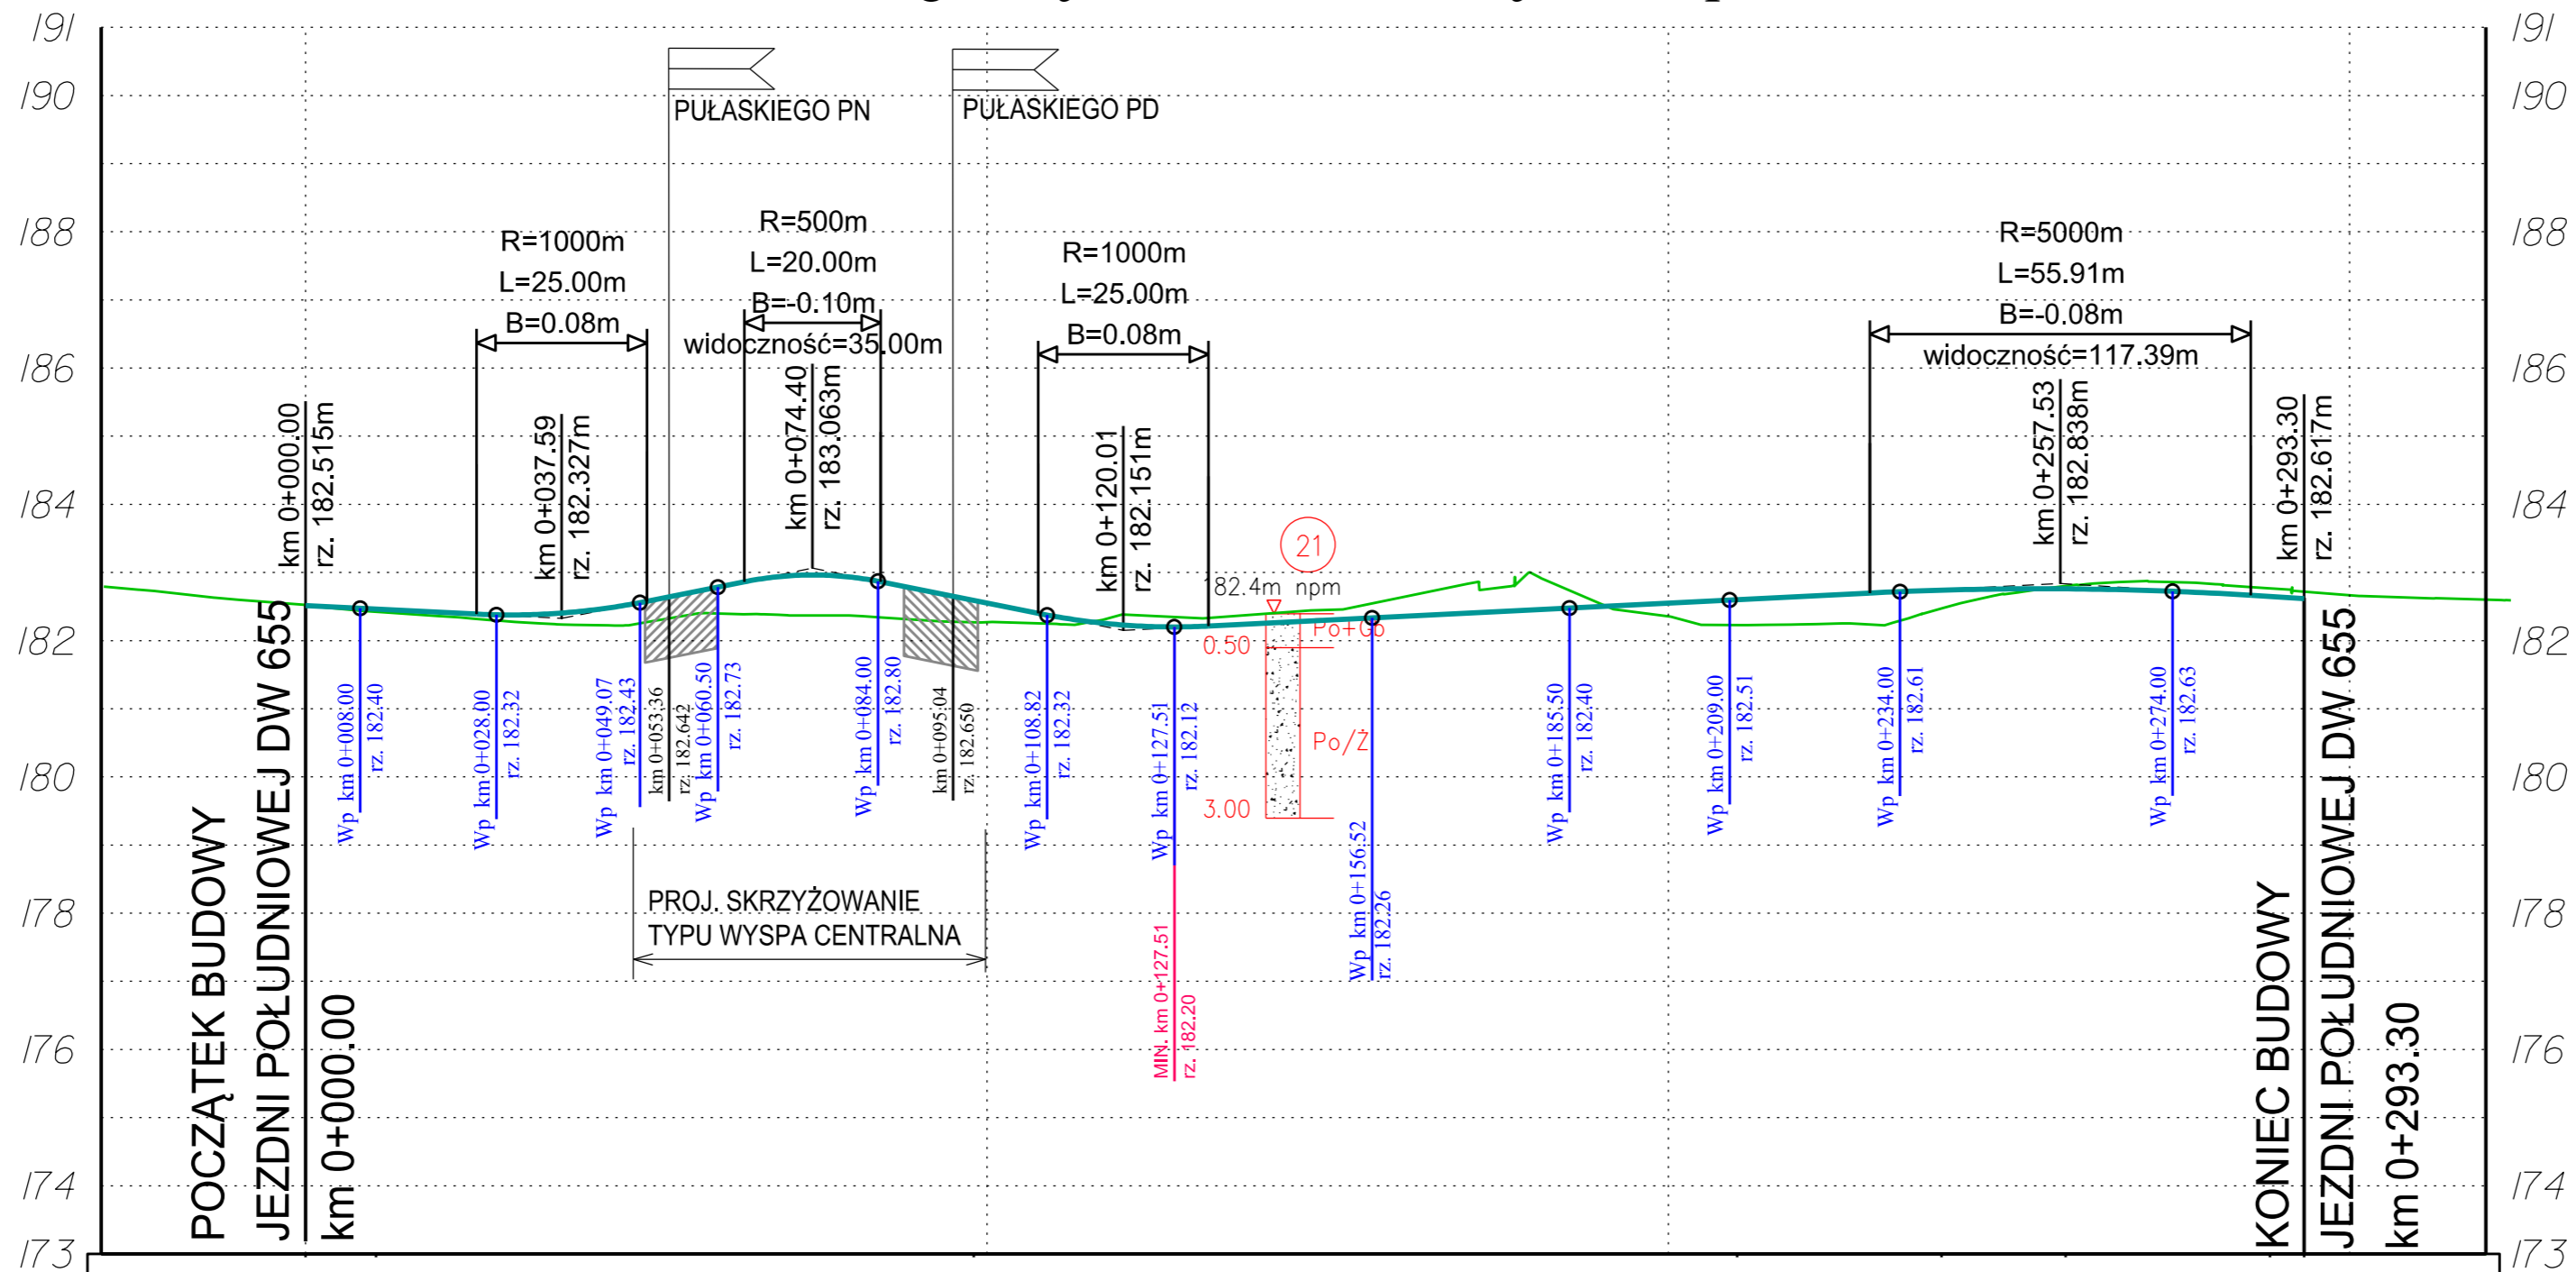 191
190
188
186
184
182
180
178
176
174
173
191
190
188
186
184
182
180
178
176
174
173
PUŁASKIEGO PN
PUŁASKIEGO PD
R=1000m
L=25.00m
B=0.08m
R=500m
L=20.00m
B=-0.10m
widoczność=35.00m
R=1000m
L=25.00m
B=0.08m
R=5000m
L=55.91m
B=-0.08m
widoczność=117.39m
km 0+000.00
rz. 182.515m
km 0+037.59
rz. 182.327m
km 0+074.40
rz. 183.063m
km 0+120.01
rz. 182.151m
km 0+257.53
rz. 182.838m
km 0+293.30
rz. 182.617m
21
182.4m npm
Po+Gb
0.50
Po/Ż
3.00
Wp km 0+008.00
rz. 182.40
Wp km 0+028.00
rz. 182.32
Wp km 0+049.07
rz. 182.43
km 0+053.36
rz. 182.642
Wp km 0+060.50
rz. 182.73
Wp km 0+084.00
rz. 182.80
km 0+095.04
rz. 182.650
Wp km 0+108.82
rz. 182.32
Wp km 0+127.51
rz. 182.12
MIN. km 0+127.51
rz. 182.20
Wp km 0+156.52
rz. 182.26
Wp km 0+185.50
rz. 182.40
Wp km 0+209.00
rz. 182.51
Wp km 0+234.00
rz. 182.61
Wp km 0+274.00
rz. 182.63
PROJ. SKRZYŻOWANIE
TYPU WYSPA CENTRALNA
POCZĄTEK BUDOWY
JEZDNI POŁUDNIOWEJ DW 655
km 0+000.00
KONIEC BUDOWY
JEZDNI POŁUDNIOWEJ DW 655
km 0+293.30